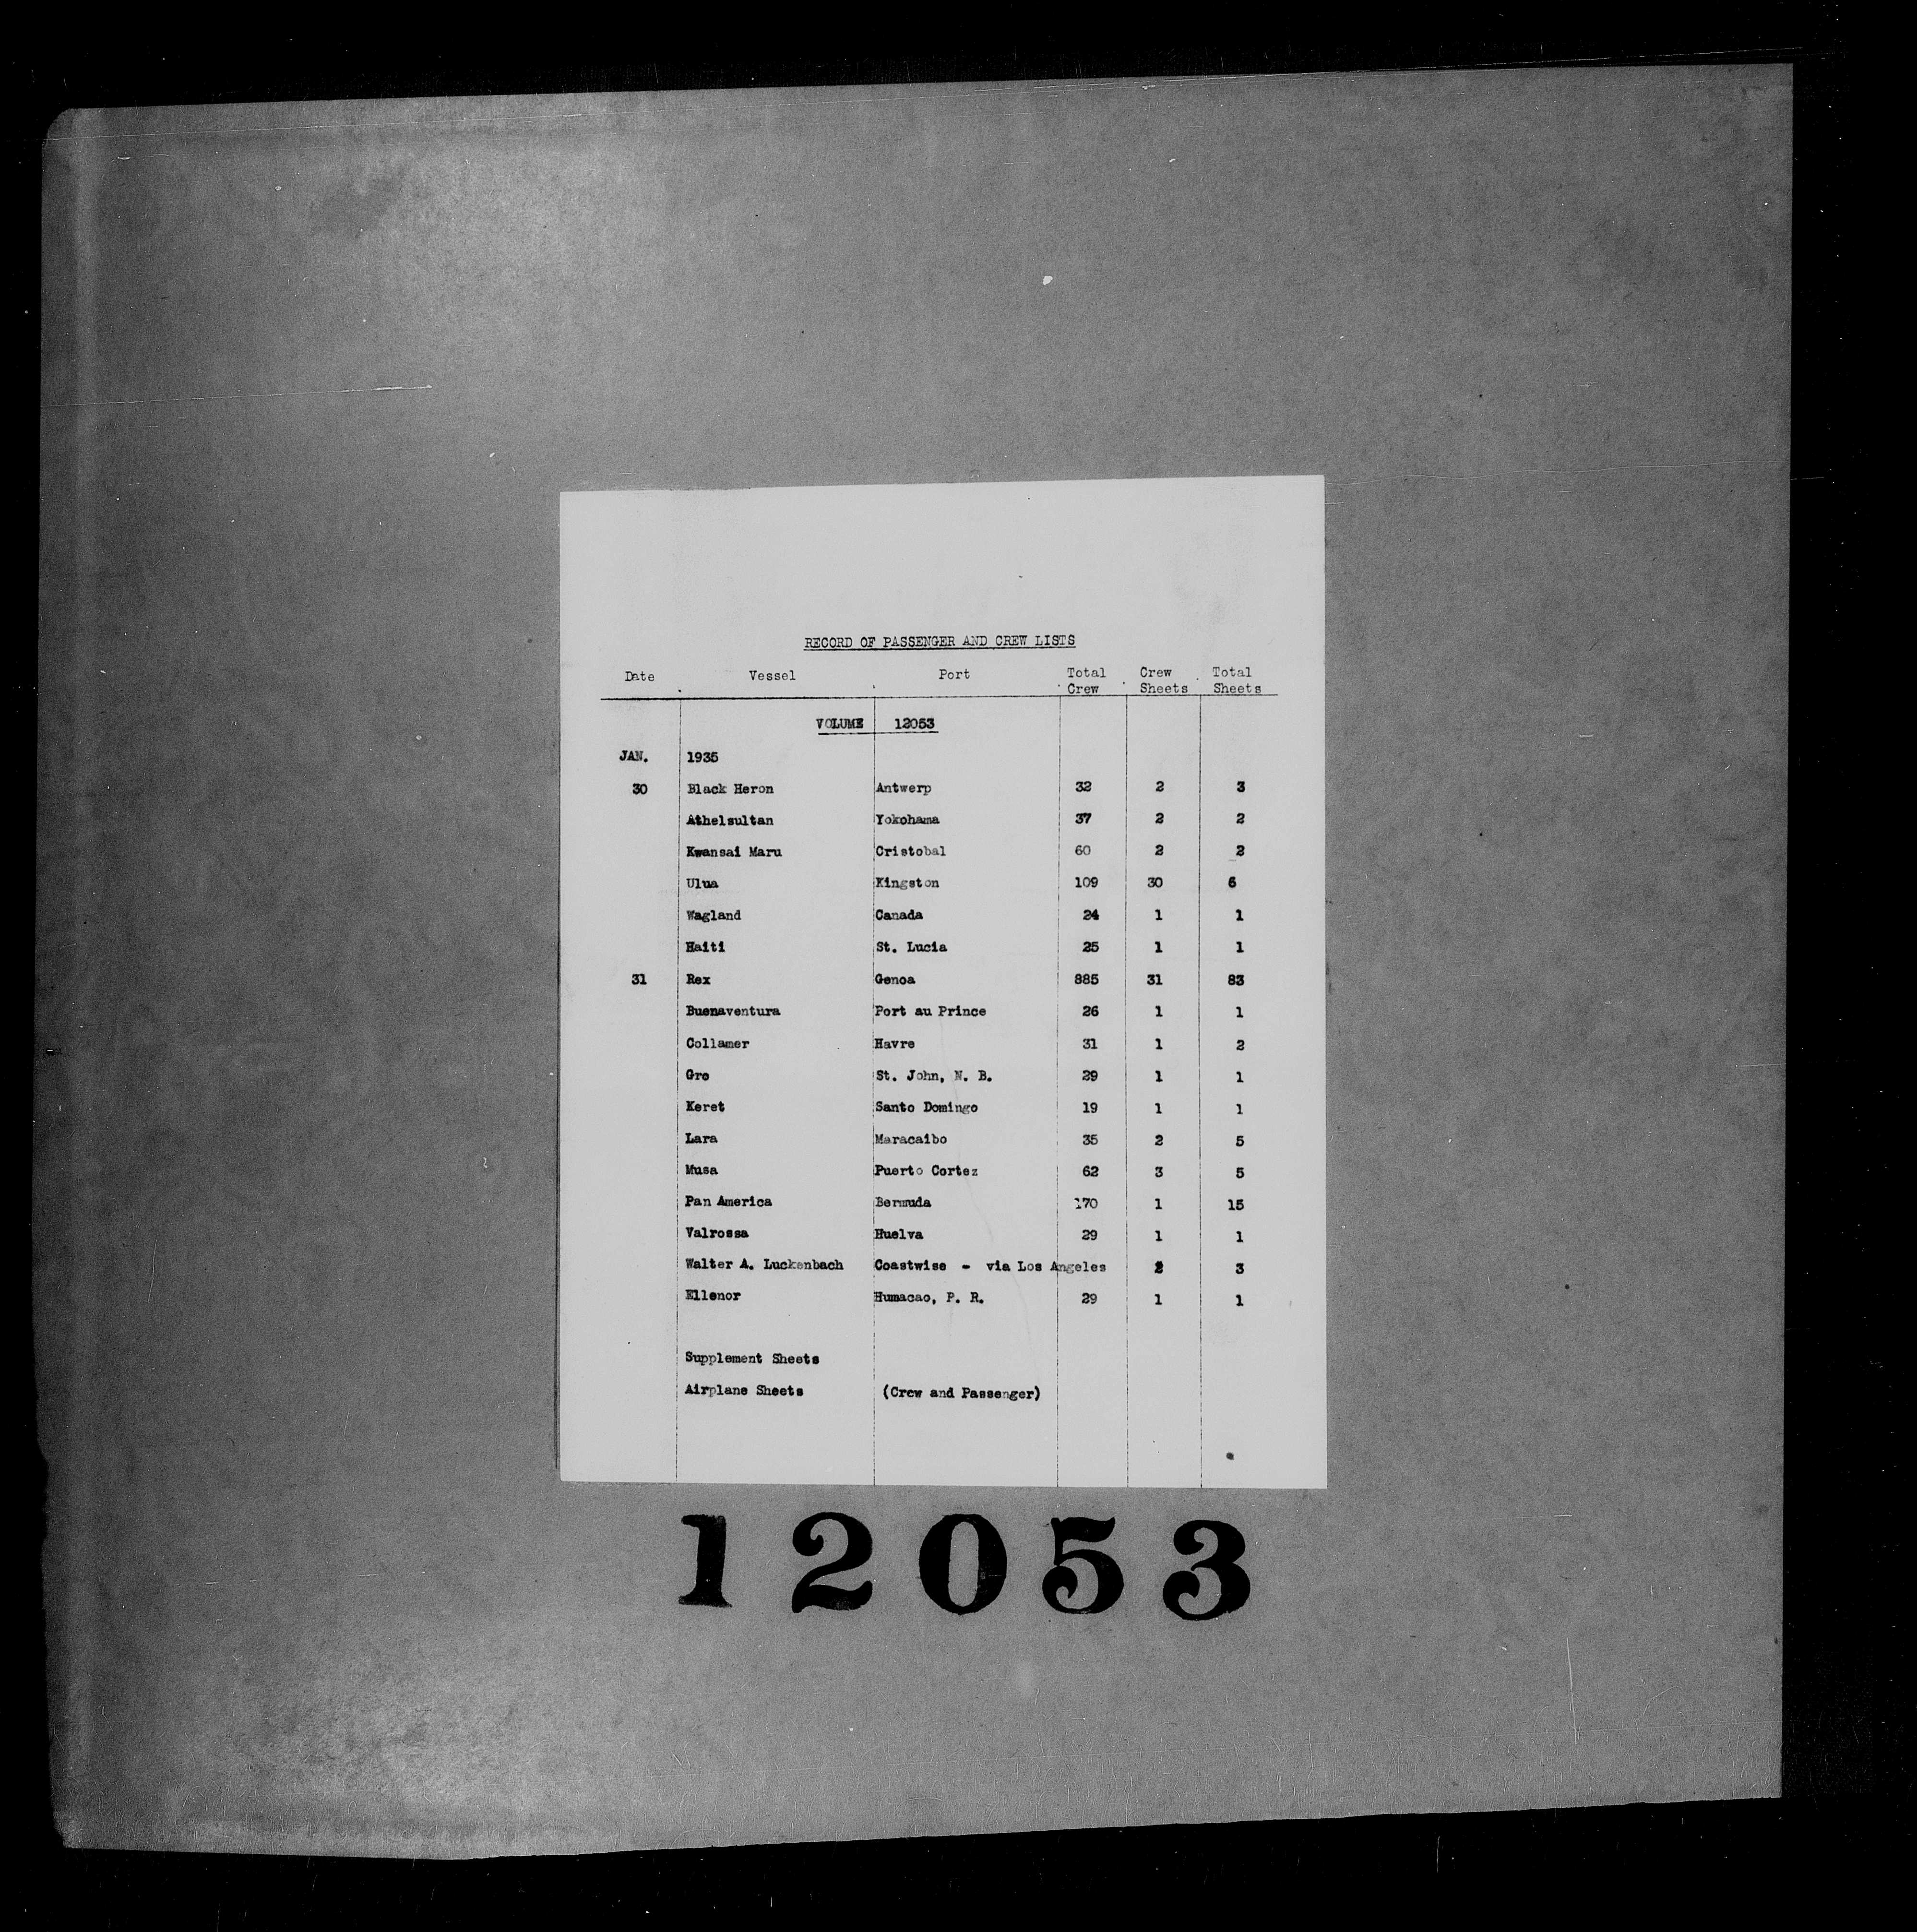 RECORD OF PASSENGER AND CREW LISTS
Date Vessel Port Total Crew Crew Sheets Total Sheets
VOLUME 12053
JAN. 1935
30 Black Heron Antwerp 32 2 3
Athelsultan Yokohama 37 2 2
Kwansai Maru Cristobal 60 2 2
Ulua Kingston 109 30 6
Wagland Canada 24 1 1
Haiti St. Lucia 25 1 1
31 Rex Genoa 885 31 83
Buenaventura Port au Prince 26 1 1
Collamer Havre 31 1 2
Gro St. John, N. B. 29 1 1
Keret Santo Domingo 19 1 1
Lara Maracaibo 35 2 5
Musa Puerto Cortez 62 3 5
Pan America Bermuda 170 1 15
Valrossa Huelva 29 1 1
Walter A. Luckenbach Coastwise - via Los Angeles 2 3
Ellenor Humacao, P. R. 29 1 1
Supplement Sheets
Airplane Sheets (Crew and Passenger)
12053